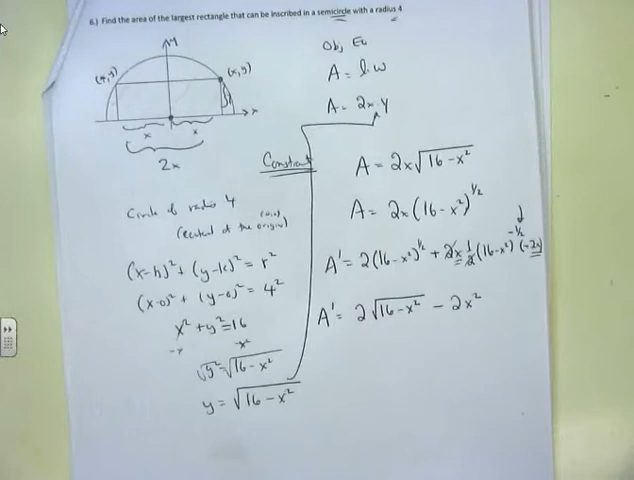 6.) Find the area of the largest rectangle that can be inscribed in a semicircle with a radius 4
y
(-x,y)
(x,y)
x
x x
2x
Obj. Eq
A = l·w
A = 2x·y
Constraint
Circle of radius 4
(0,0)
(centered at the origin)
(x-h)² + (y-k)² = r²
(x-0)² + (y-0)² = 4²
x² + y² = 16
-x² -x²
√y² = √16 - x²
y = √16 - x²
A = 2x√16 - x²
A = 2x(16 - x²)^1/2
A' = 2(16 - x²)^1/2 + 2x ½(16 - x²)^-1/2(-2x)
A' = 2√16 - x² - 2x²